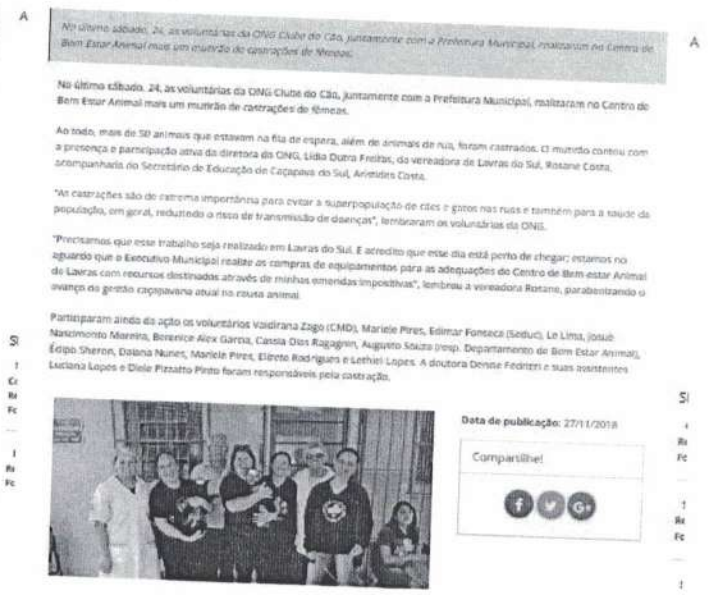 A
A
No último sábado, 24, as voluntárias da ONG Clube do Cão, juntamente com a Prefeitura Municipal, realizaram no Centro de
Bem Estar Animal mais um mutirão de castrações de fêmeas.
No último sábado, 24, as voluntárias da ONG Clube do Cão, juntamente com a Prefeitura Municipal, realizaram no Centro de
Bem Estar Animal mais um mutirão de castrações de fêmeas.
Ao todo, mais de 50 animais que estavam na fila de espera, além de animais de rua, foram castrados. O mutirão contou com
a presença e participação ativa da diretora da ONG, Lídia Dutra Freitas, da vereadora de Lavras do Sul, Rosane Costa,
acompanharia do Secretário de Educação de Caçapava do Sul, Aristides Costa.
"As castrações são de extrema importância para evitar a superpopulação de cães e gatos nas ruas e também para a saúde da
população, em geral, reduzindo o risco de transmissão de doenças", lembraram os voluntários da ONG.
"Precisamos que esse trabalho seja realizado em Lavras do Sul. E acredito que esse dia está perto de chegar; estamos no
aguardo que o Executivo Municipal realize as compras de equipamentos para as adequações do Centro de Bem-estar Animal
de Lavras com recursos destinados através de minhas emendas impositivas", lembrou a vereadora Rosane, parabenizando o
avanço da gestão caçapavana atual na causa animal.
Participaram ainda da ação os voluntários Valdirana Zago (CMD), Mariele Pires, Edimar Fonseca (Seduc), Le Lima, Josué
Nascimento Moreira, Berenice Alex Garcia, Cassia Dias Ragagnin, Augusto Souza (resp. Departamento de Bem Estar Animal),
Édipo Sheron, Daiana Nunes, Mariele Pires, Elerete Rodrigues e Lethiei Lopes. A doutora Denise Fedrizzi e suas assistentes
Luciana Lopes e Diele Pizzatto Pinto foram responsáveis pela castração.
Data de publicação: 27/11/2018
Compartilhe!
f
G+
Re
Fc
Re
Fc
Re
Fc
Re
Fc